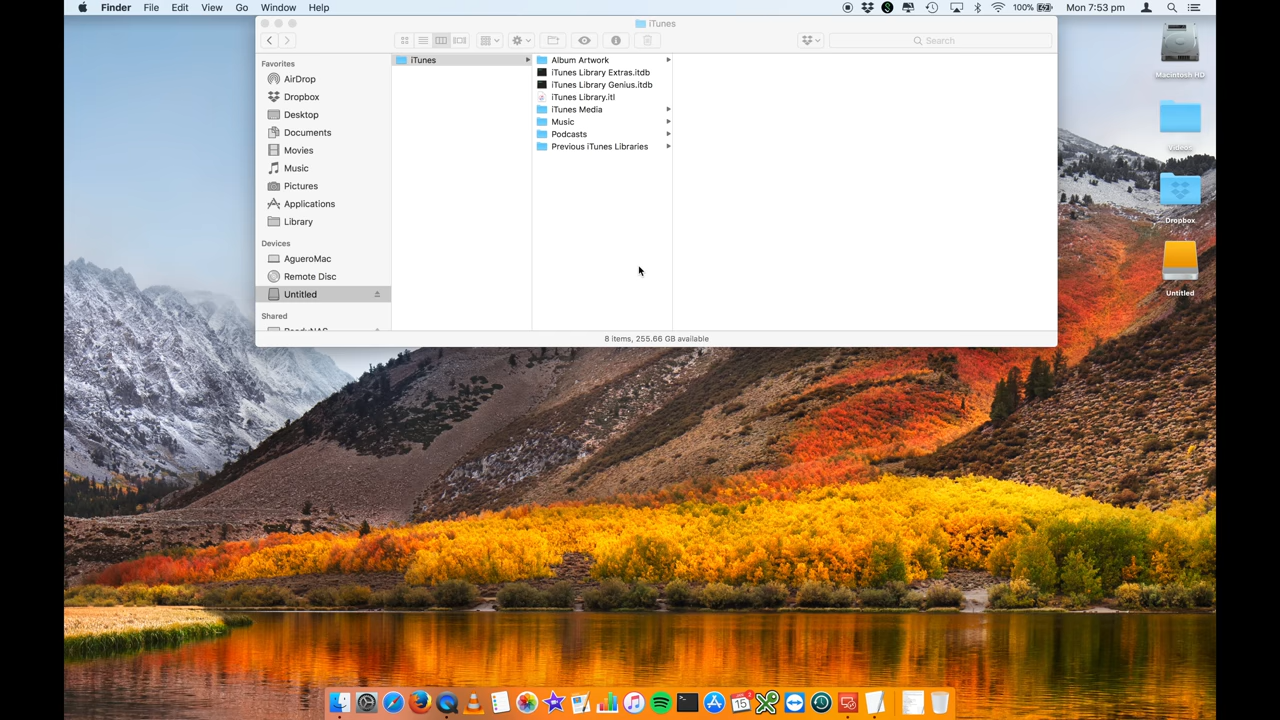 Finder File Edit View Go Window Help 100% Mon 7:53 pm
iTunes
Search
Favorites
AirDrop
Dropbox
Desktop
Documents
Movies
Music
Pictures
Applications
Library
Devices
AgueroMac
Remote Disc
Untitled
Shared
ReadyNAS
iTunes
Album Artwork
iTunes Library Extras.itdb
iTunes Library Genius.itdb
iTunes Library.itl
iTunes Media
Music
Podcasts
Previous iTunes Libraries
8 items, 255.66 GB available
Macintosh HD
Videos
Dropbox
Untitled
15